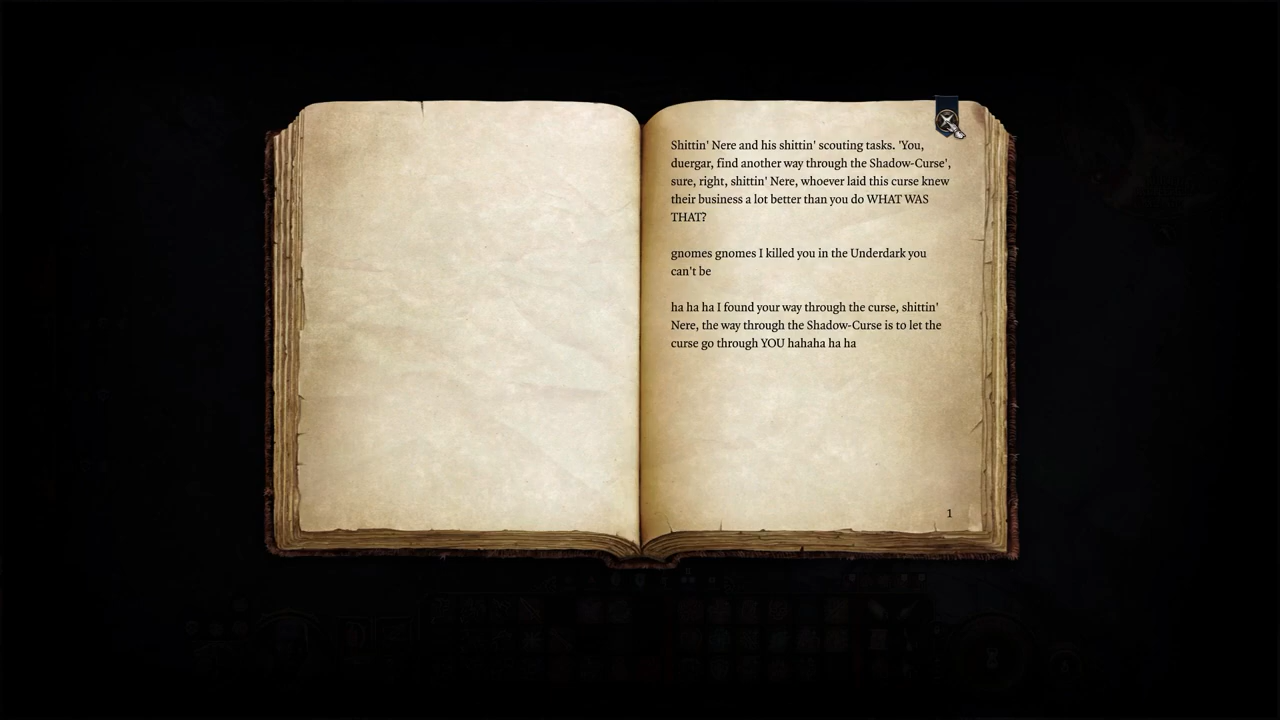 Shittin' Nere and his shittin' scouting tasks. 'You,
duergar, find another way through the Shadow-Curse',
sure, right, shittin' Nere, whoever laid this curse knew
their business a lot better than you do WHAT WAS
THAT?
gnomes gnomes I killed you in the Underdark you
can't be
ha ha ha I found your way through the curse, shittin'
Nere, the way through the Shadow-Curse is to let the
curse go through YOU hahaha ha ha
1